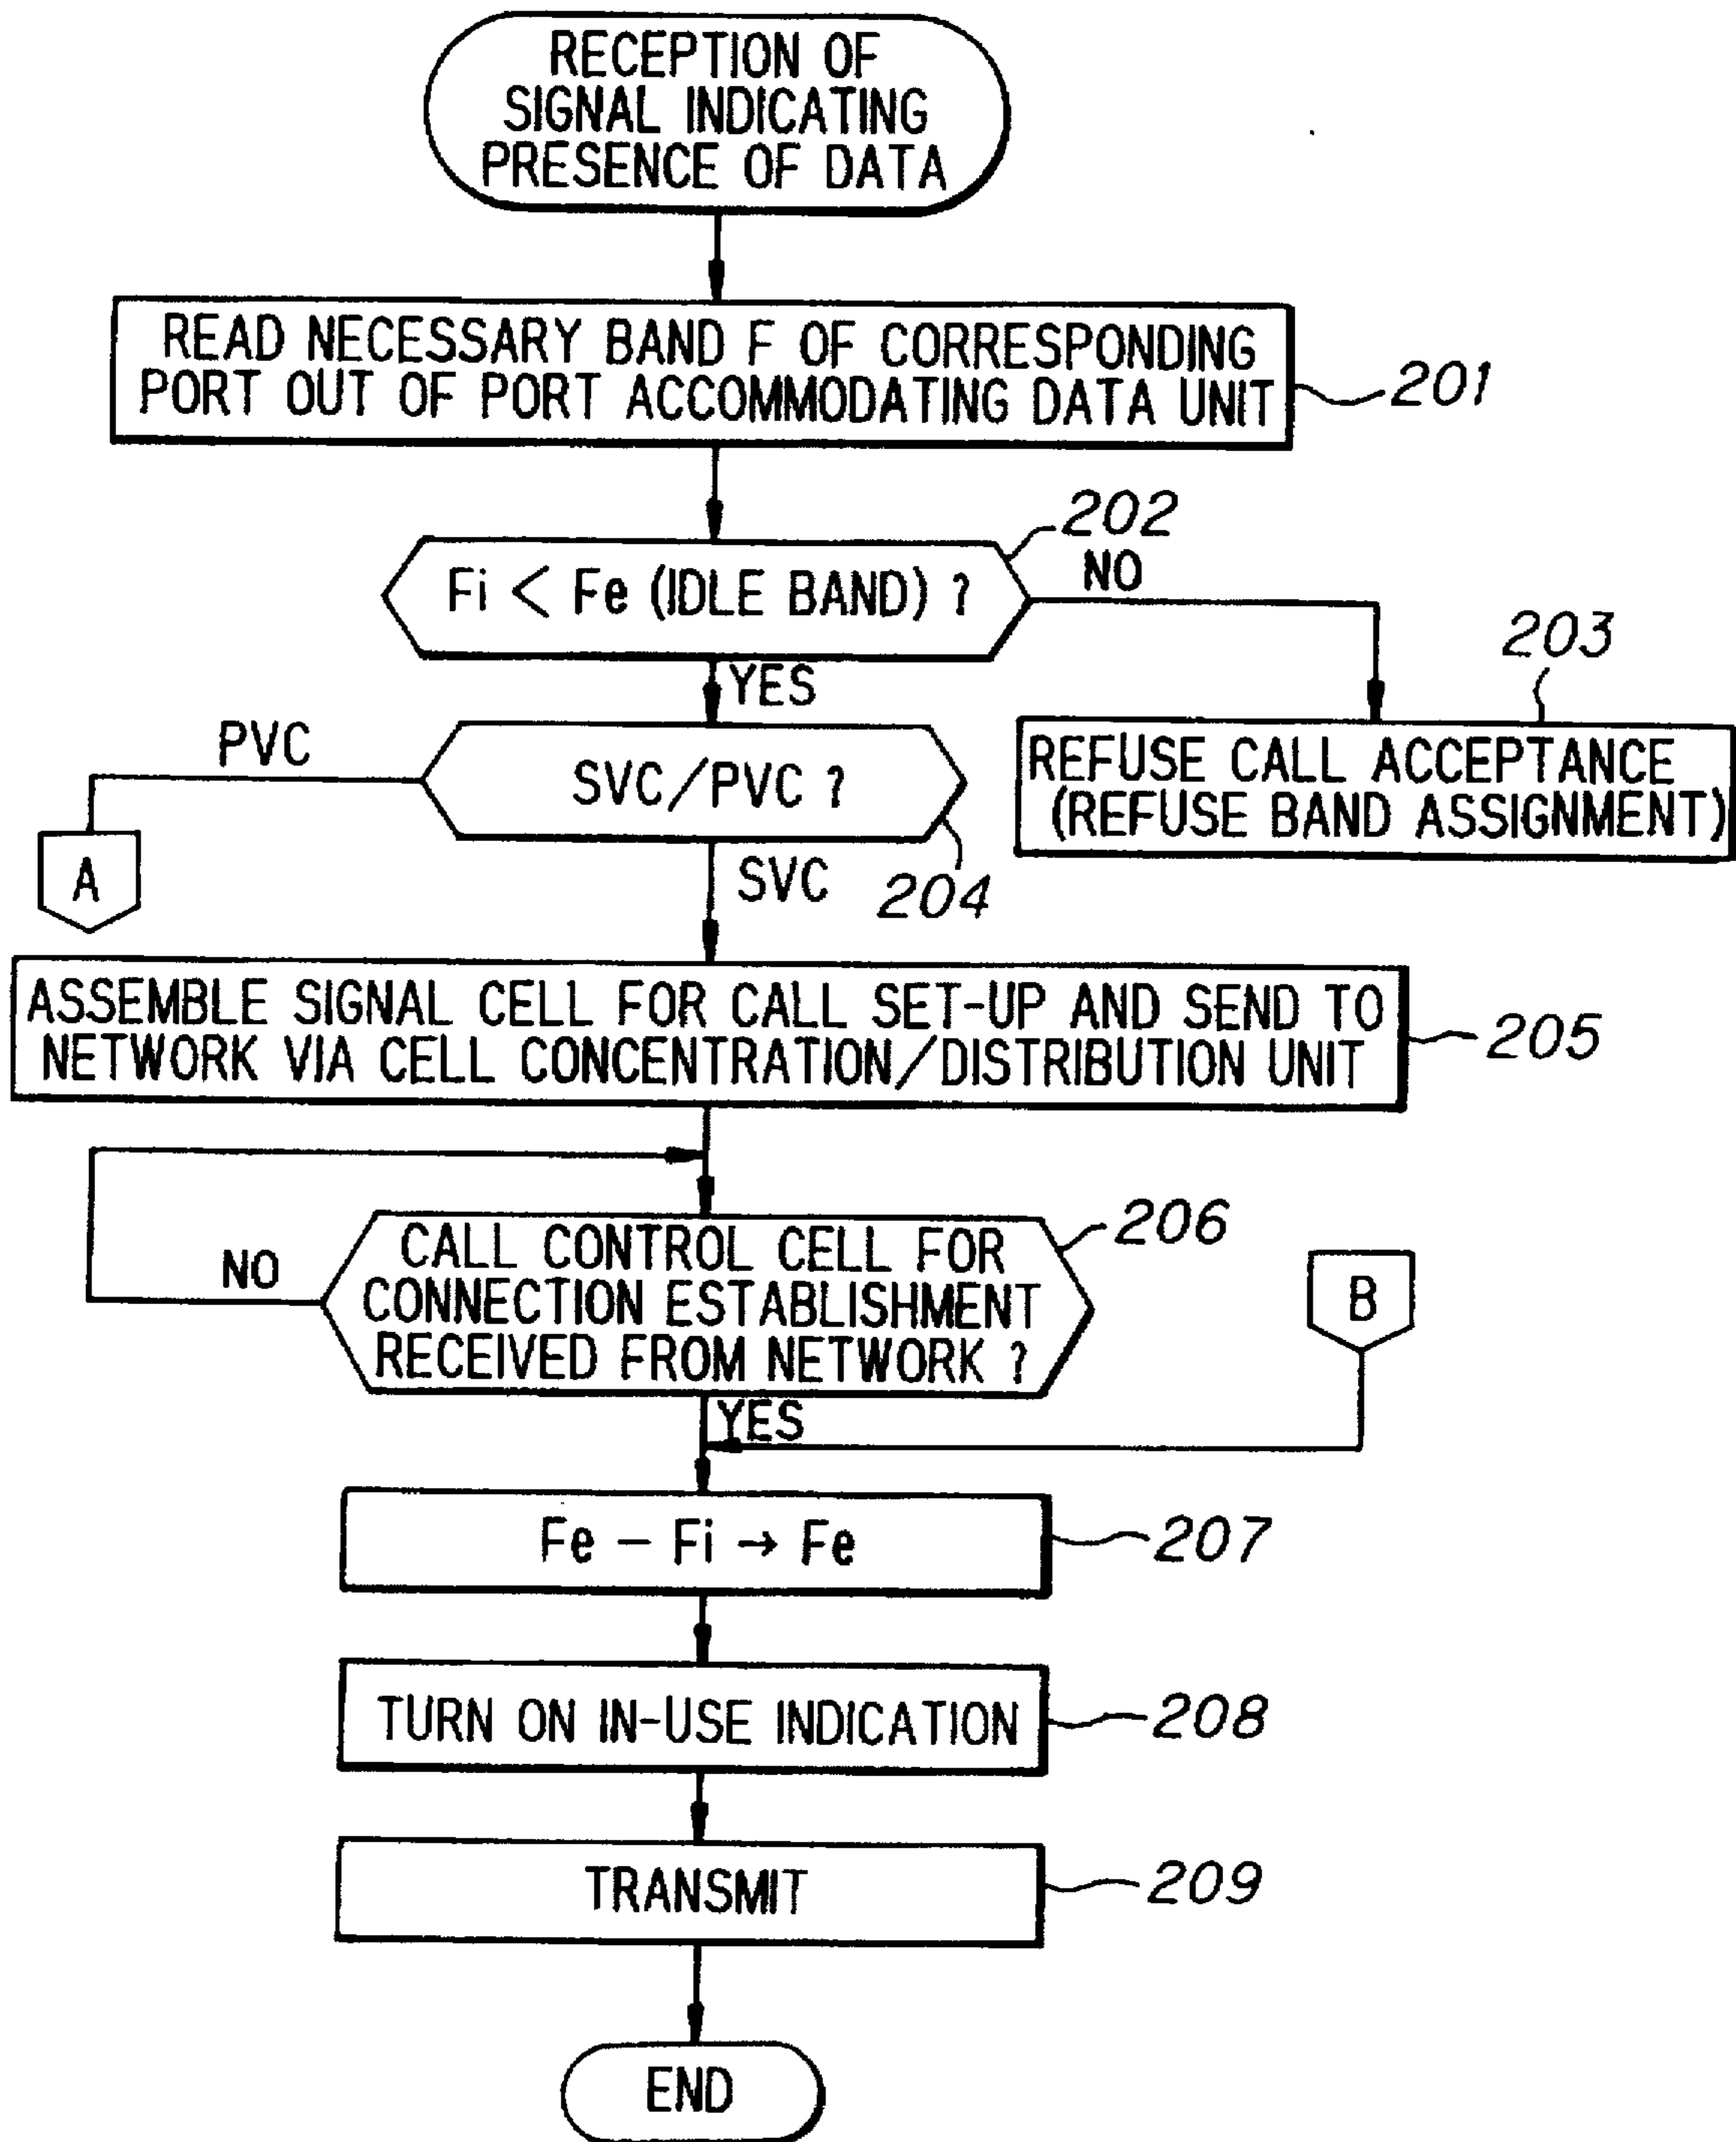 RECEPTION OF
SIGNAL INDICATING
PRESENCE OF DATA
READ NECESSARY BAND F OF CORRESPONDING
PORT OUT OF PORT ACCOMMODATING DATA UNIT
201
202
Fi < Fe (IDLE BAND) ?
NO
YES
203
REFUSE CALL ACCEPTANCE
(REFUSE BAND ASSIGNMENT)
PVC
SVC/PVC ?
204
A
SVC
ASSEMBLE SIGNAL CELL FOR CALL SET-UP AND SEND TO
NETWORK VIA CELL CONCENTRATION/DISTRIBUTION UNIT
205
206
CALL CONTROL CELL FOR
CONNECTION ESTABLISHMENT
RECEIVED FROM NETWORK ?
NO
B
YES
Fe − Fi → Fe
207
TURN ON IN-USE INDICATION
208
TRANSMIT
209
END